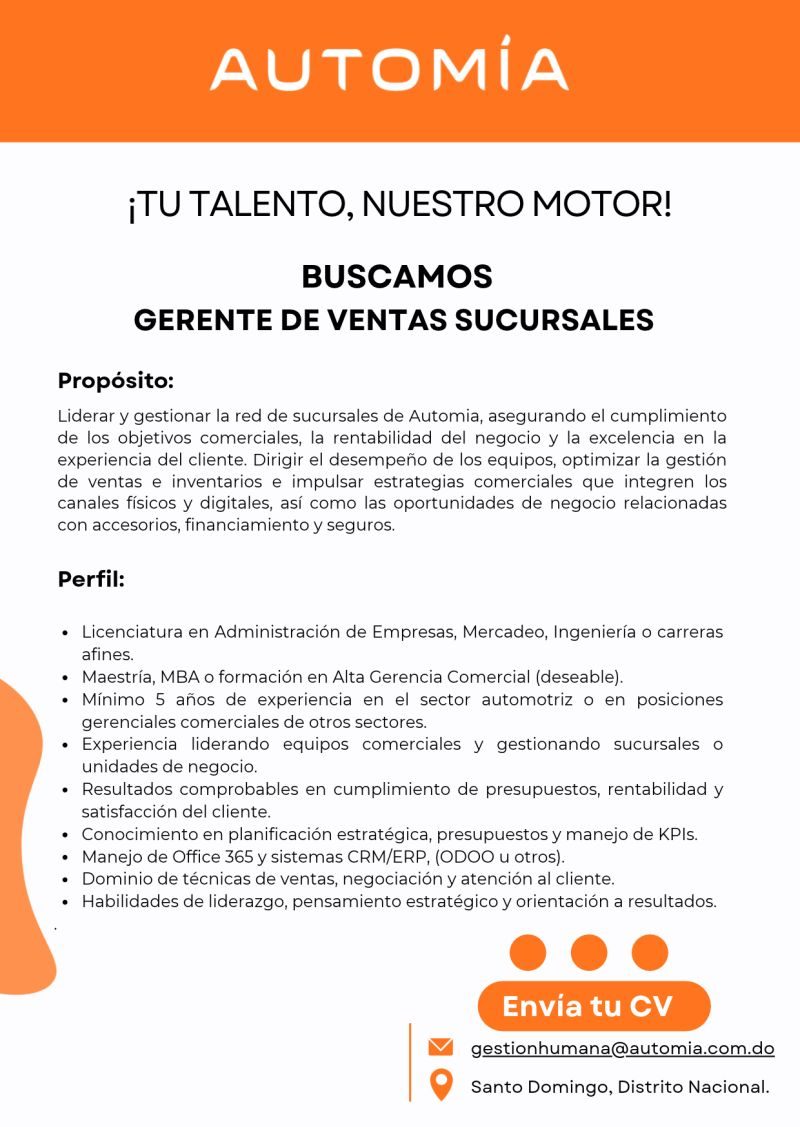 AUTOMÍA
¡TU TALENTO, NUESTRO MOTOR!
BUSCAMOS
GERENTE DE VENTAS SUCURSALES
Propósito:
Liderar y gestionar la red de sucursales de Automia, asegurando el cumplimiento
de los objetivos comerciales, la rentabilidad del negocio y la excelencia en la
experiencia del cliente. Dirigir el desempeño de los equipos, optimizar la gestión
de ventas e inventarios e impulsar estrategias comerciales que integren los
canales físicos y digitales, así como las oportunidades de negocio relacionadas
con accesorios, financiamiento y seguros.
Perfil:
• Licenciatura en Administración de Empresas, Mercadeo, Ingeniería o carreras
afines.
• Maestría, MBA o formación en Alta Gerencia Comercial (deseable).
• Mínimo 5 años de experiencia en el sector automotriz o en posiciones
gerenciales comerciales de otros sectores.
• Experiencia liderando equipos comerciales y gestionando sucursales o
unidades de negocio.
• Resultados comprobables en cumplimiento de presupuestos, rentabilidad y
satisfacción del cliente.
• Conocimiento en planificación estratégica, presupuestos y manejo de KPIs.
• Manejo de Office 365 y sistemas CRM/ERP, (ODOO u otros).
• Dominio de técnicas de ventas, negociación y atención al cliente.
• Habilidades de liderazgo, pensamiento estratégico y orientación a resultados.
.
Envía tu CV
gestionhumana@automia.com.do
Santo Domingo, Distrito Nacional.